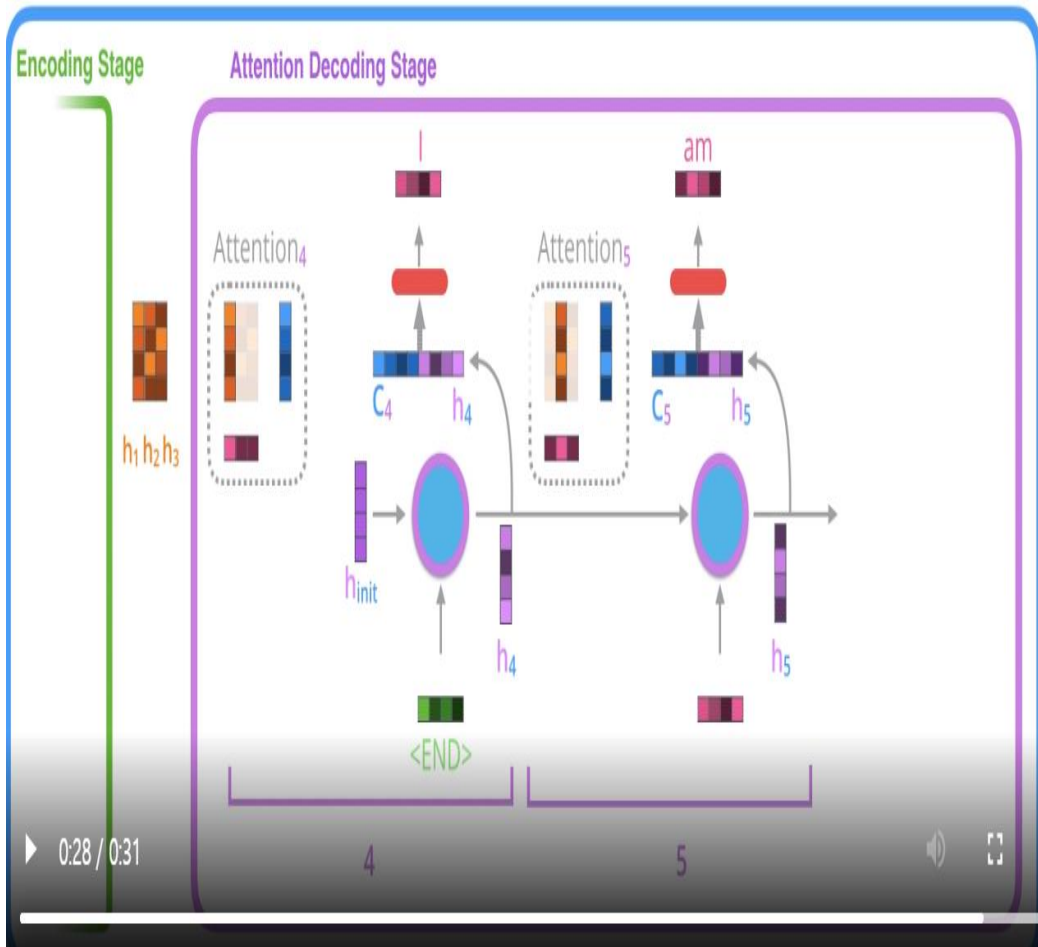 Encoding Stage
Attention Decoding Stage
I
am
Attention4
Attention5
C4
h4
C5
h5
h1 h2 h3
hinit
h4
h5
<END>
0:28 / 0:31
4
5